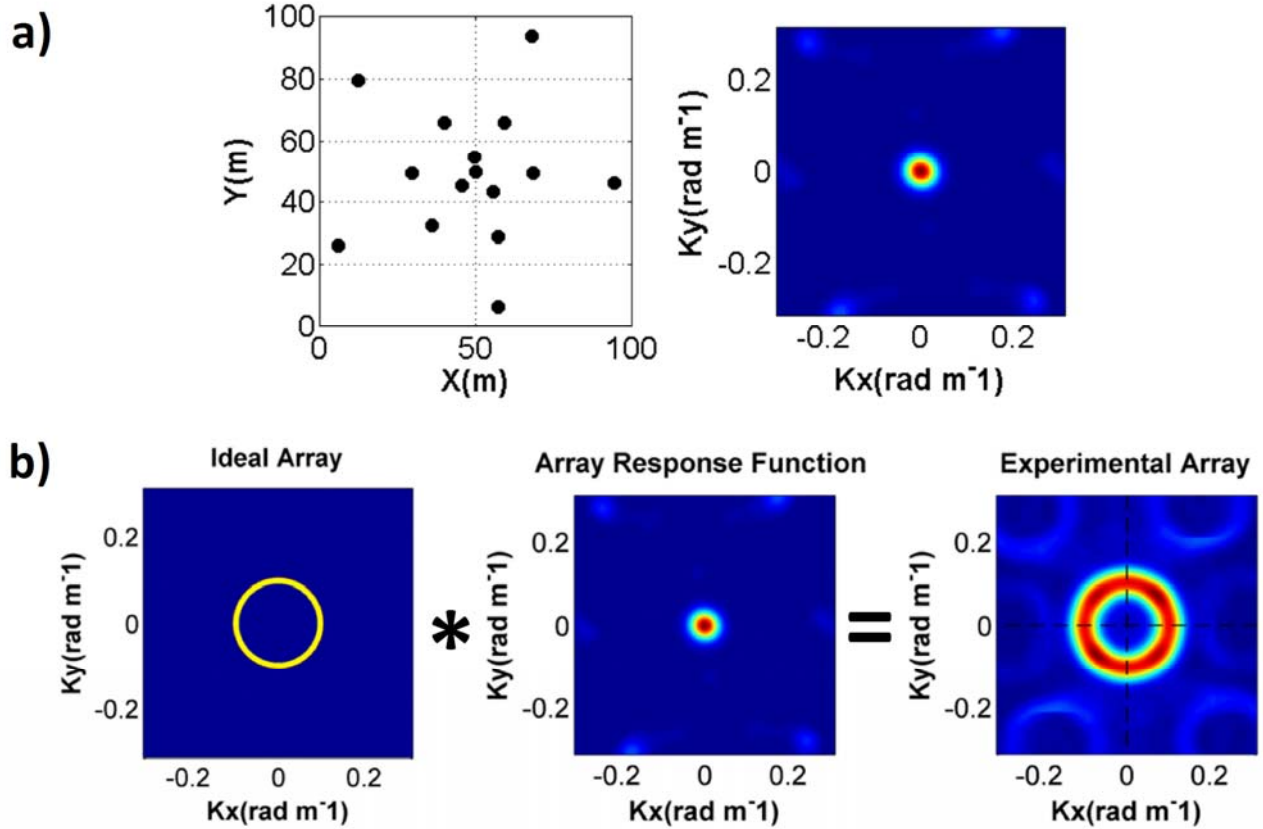 a)
100
80
60
40
20
0
Y(m)
0 50 100
X(m)
0.2
0
-0.2
Ky(rad m-1)
-0.2 0 0.2
Kx(rad m-1)
b)
Ideal Array
0.2
0
-0.2
Ky(rad m-1)
-0.2 0 0.2
Kx(rad m-1)
*
Array Response Function
0.2
0
-0.2
Ky(rad m-1)
-0.2 0 0.2
Kx(rad m-1)
=
Experimental Array
0.2
0
-0.2
Ky(rad m-1)
-0.2 0 0.2
Kx(rad m-1)